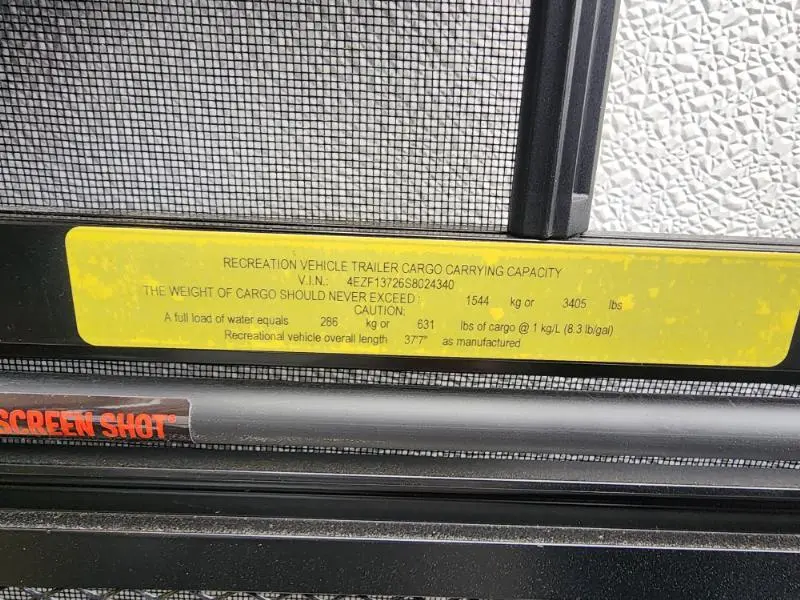 RECREATION VEHICLE TRAILER CARGO CARRYING CAPACITY
V.I.N.: 4EZF13726S8024340
THE WEIGHT OF CARGO SHOULD NEVER EXCEED: 1544 kg or 3405 lbs
CAUTION:
A full load of water equals 286 kg or 631 lbs of cargo @ 1 kg/L (8.3 lb/gal)
Recreational vehicle overall length 37'7" as manufactured
SCREEN SHOT®